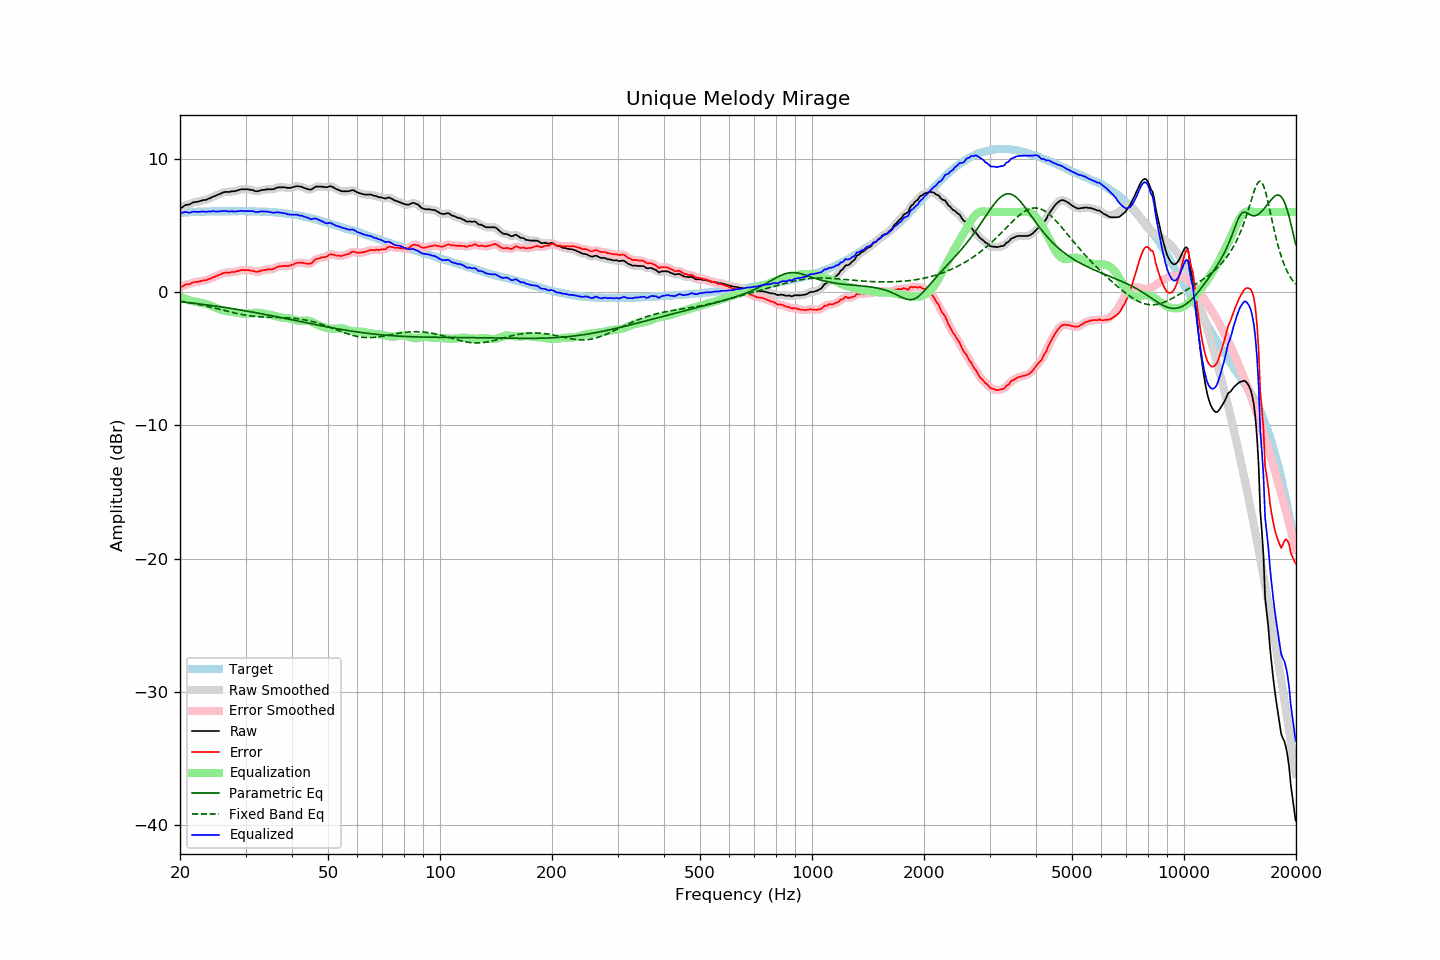 Unique Melody Mirage
Amplitude (dBr)
10
0
−10
−20
−30
−40
Target
Raw Smoothed
Error Smoothed
Raw
Error
Equalization
Parametric Eq
Fixed Band Eq
Equalized
20 50 100 200 500 1000 2000 5000 10000 20000
Frequency (Hz)